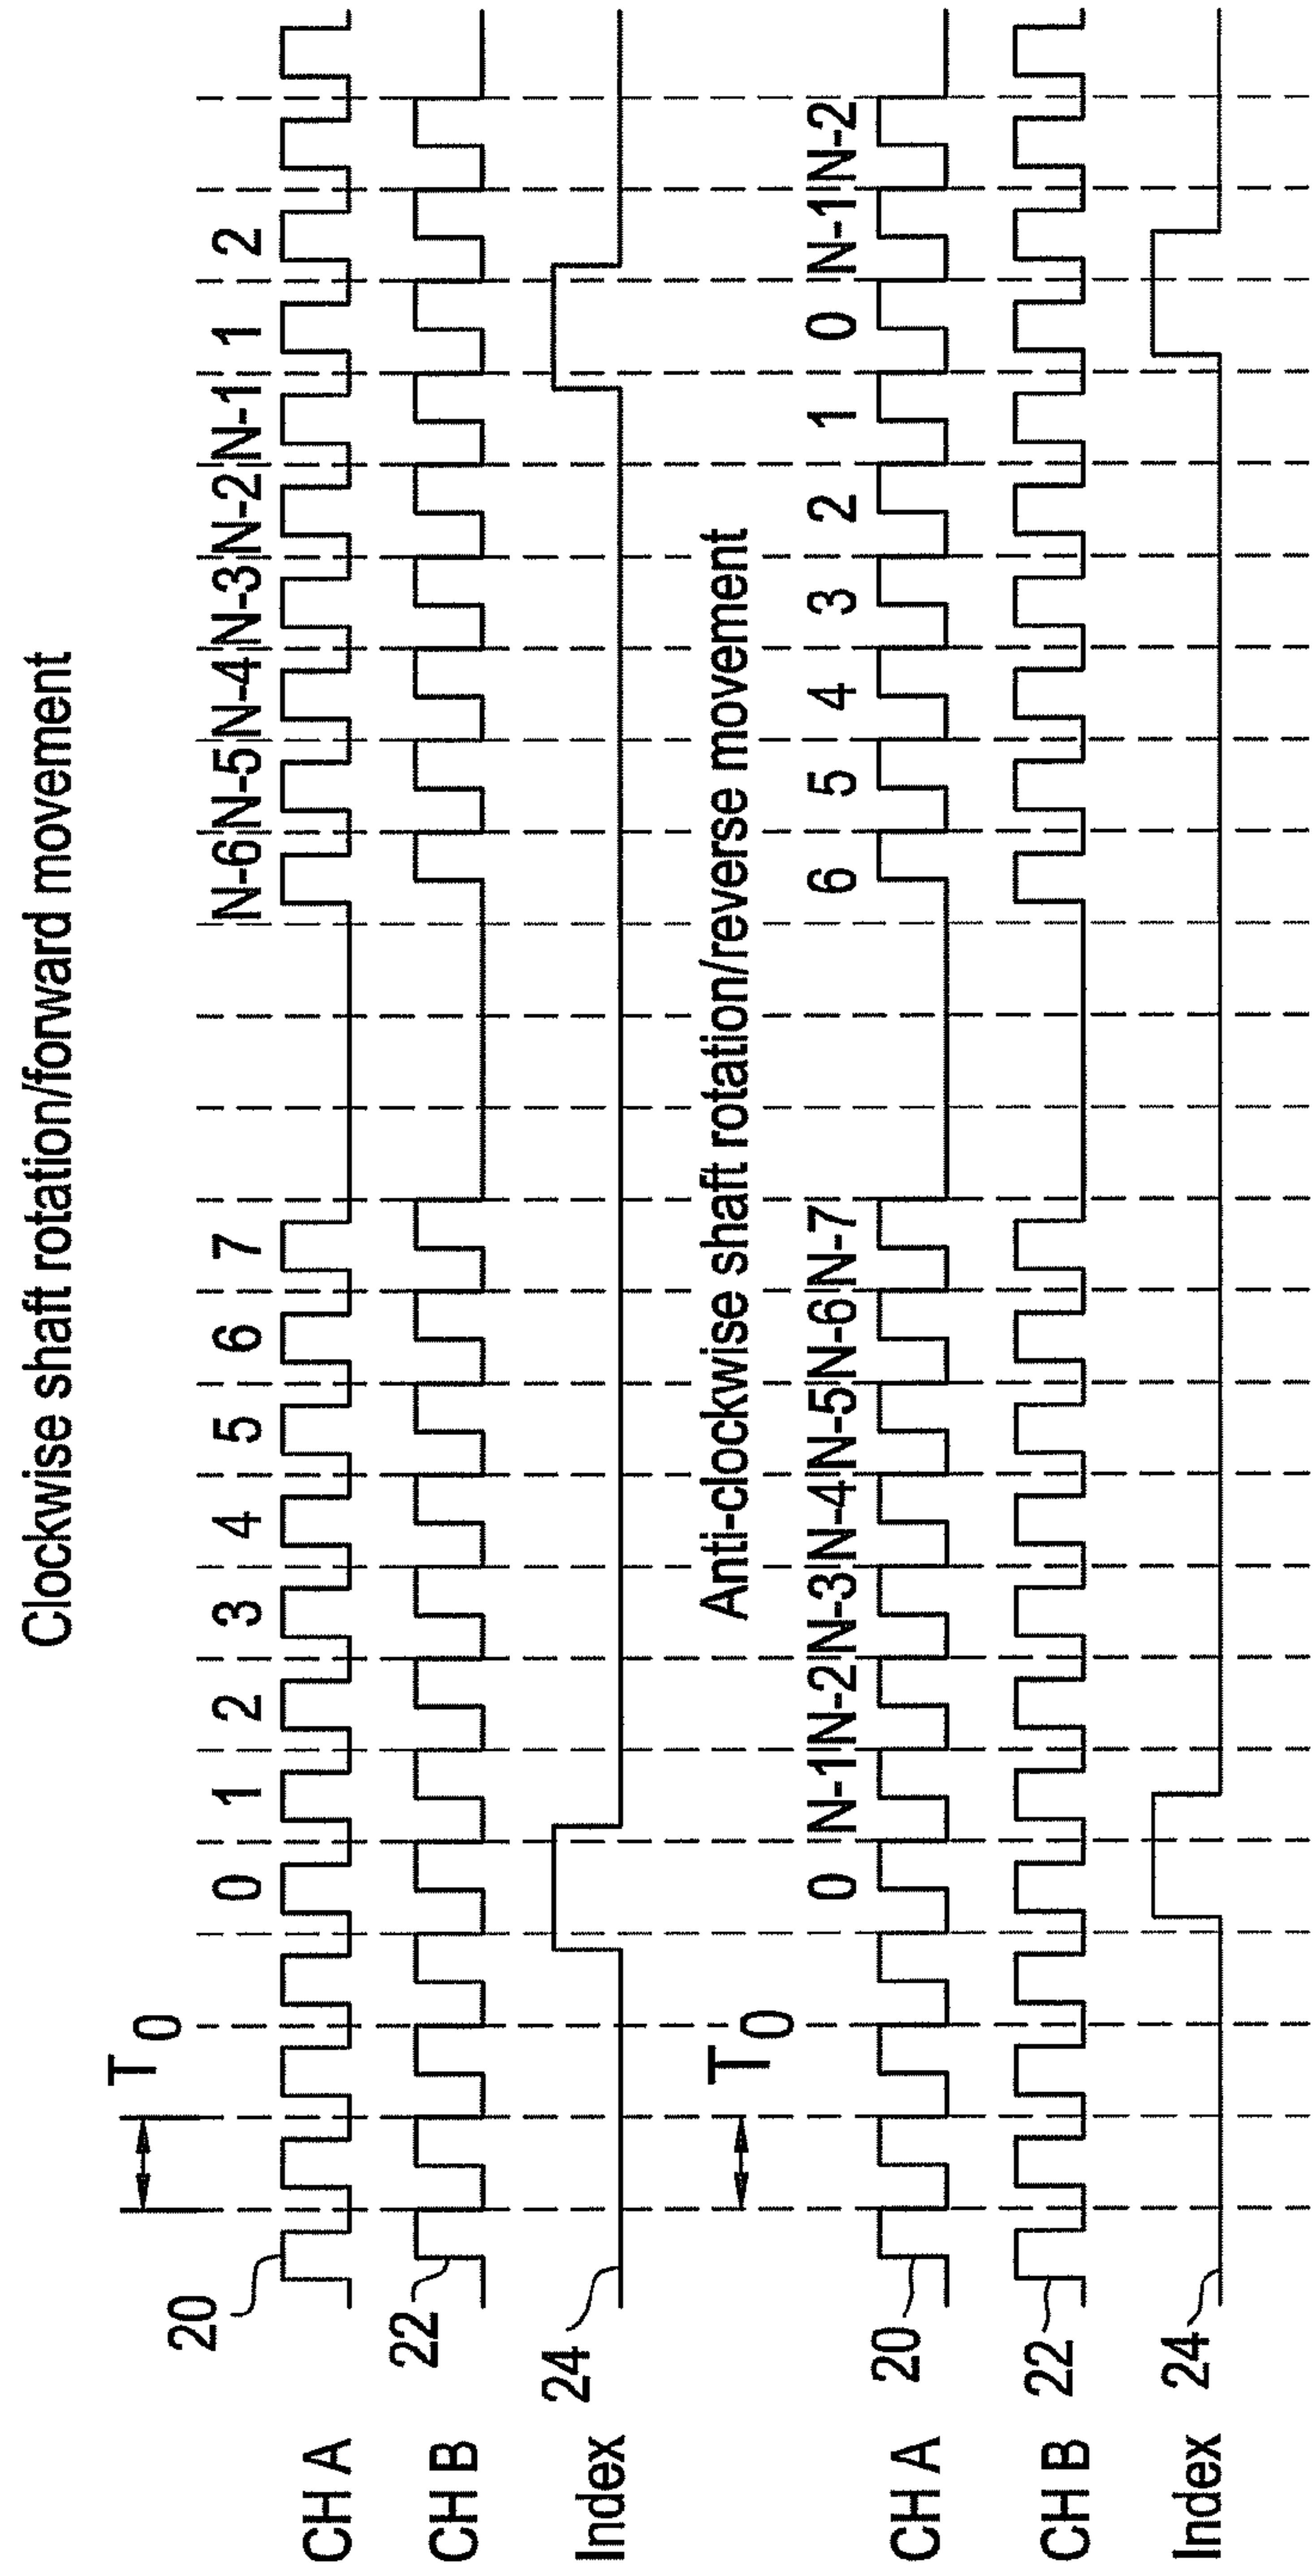 Clockwise shaft rotation/forward movement
T0
0 1 2 3 4 5 6 7 N-6 N-5 N-4 N-3 N-2 N-1 1 2
20
CH A
22
CH B
24
Index
Anti-clockwise shaft rotation/reverse movement
T0
0 N-1 N-2 N-3 N-4 N-5 N-6 N-7 6 5 4 3 2 1 0 N-1 N-2
20
CH A
22
CH B
24
Index